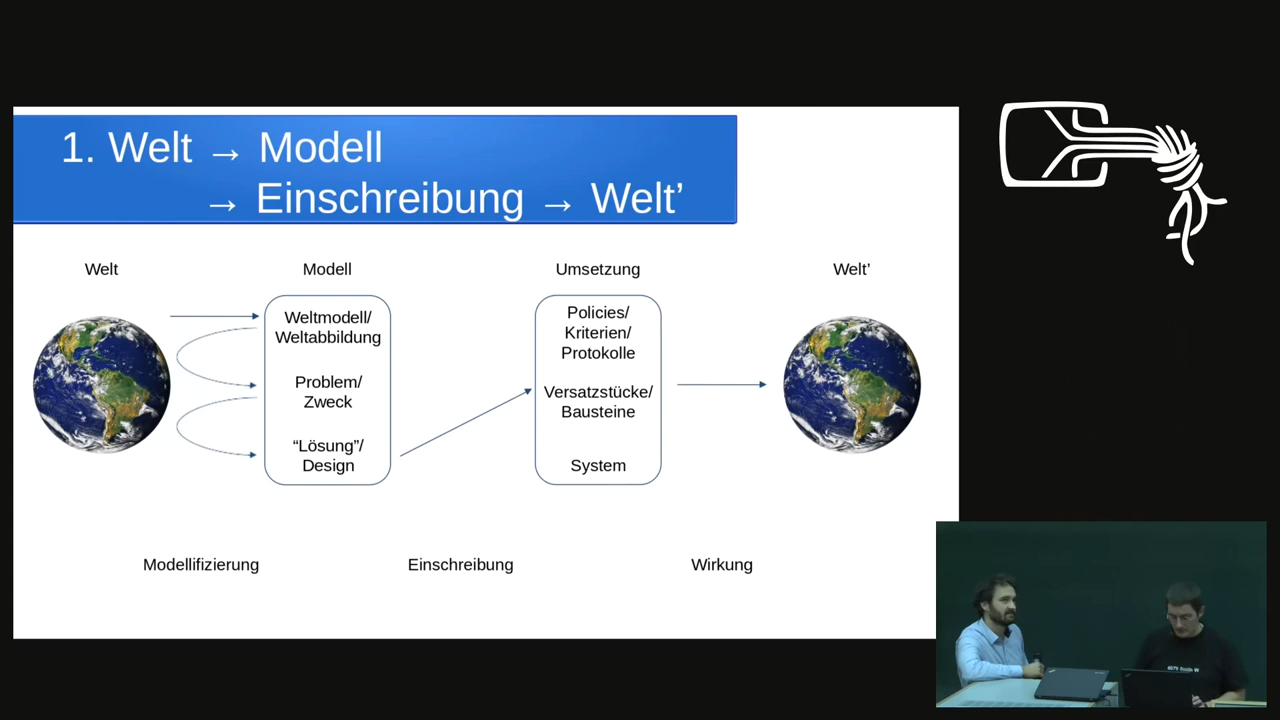 1. Welt → Modell
→ Einschreibung → Welt’
Welt
Modell
Umsetzung
Welt’
Weltmodell/
Weltabbildung
Problem/
Zweck
“Lösung”/
Design
Policies/
Kriterien/
Protokolle
Versatzstücke/
Bausteine
System
Modellifizierung
Einschreibung
Wirkung